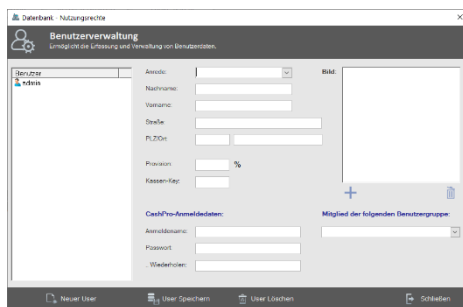 Datenbank - Nutzungsrechte
Benutzerverwaltung
Ermöglicht die Erfassung und Verwaltung von Benutzerdaten.
Benutzer
admin
Anrede:
Nachname:
Vorname:
Straße
PLZ/Ort:
Provision: %
Kassen-Key:
Bild:
CashPro-Anmeldedaten:
Anmeldename:
Passwort
. Wiederholen:
Mitglied der folgenden Benutzergruppe:
Neuer User
User Speichern
User Löschen
Schließen